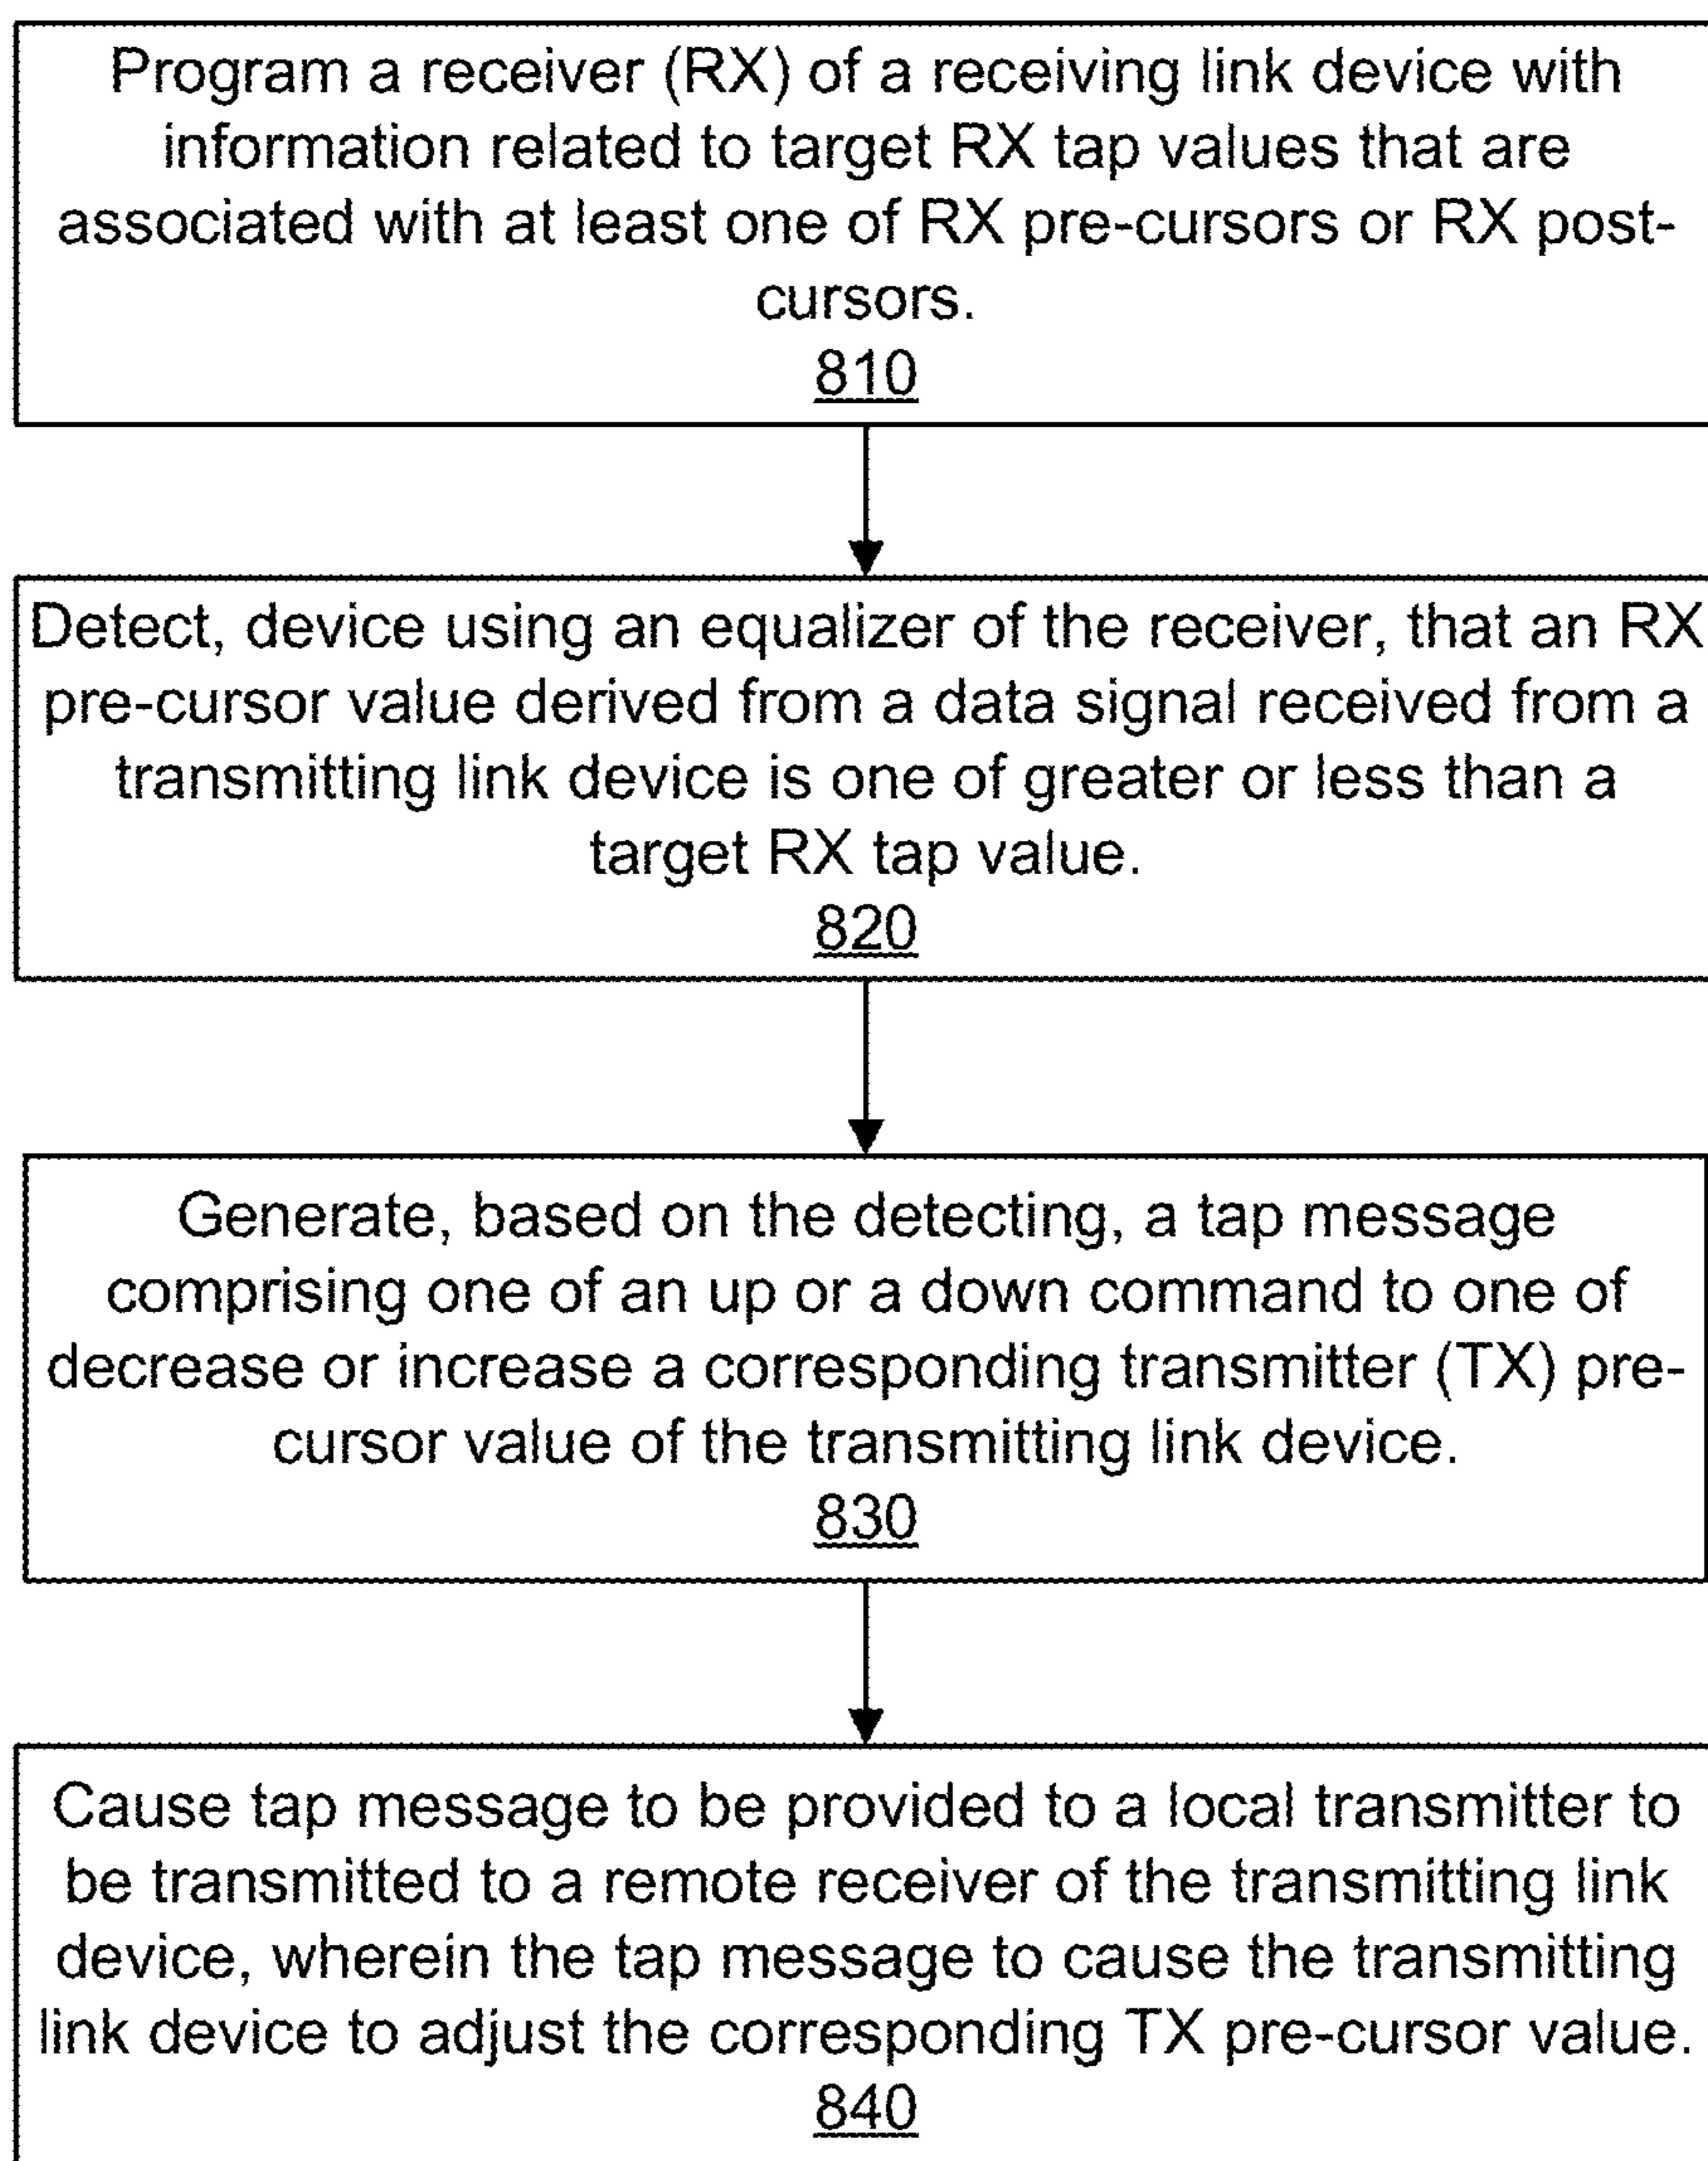 Program a receiver (RX) of a receiving link device with
information related to target RX tap values that are
associated with at least one of RX pre-cursors or RX post-
cursors.
810
Detect, device using an equalizer of the receiver, that an RX
pre-cursor value derived from a data signal received from a
transmitting link device is one of greater or less than a
target RX tap value.
820
Generate, based on the detecting, a tap message
comprising one of an up or a down command to one of
decrease or increase a corresponding transmitter (TX) pre-
cursor value of the transmitting link device.
830
Cause tap message to be provided to a local transmitter to
be transmitted to a remote receiver of the transmitting link
device, wherein the tap message to cause the transmitting
link device to adjust the corresponding TX pre-cursor value.
840